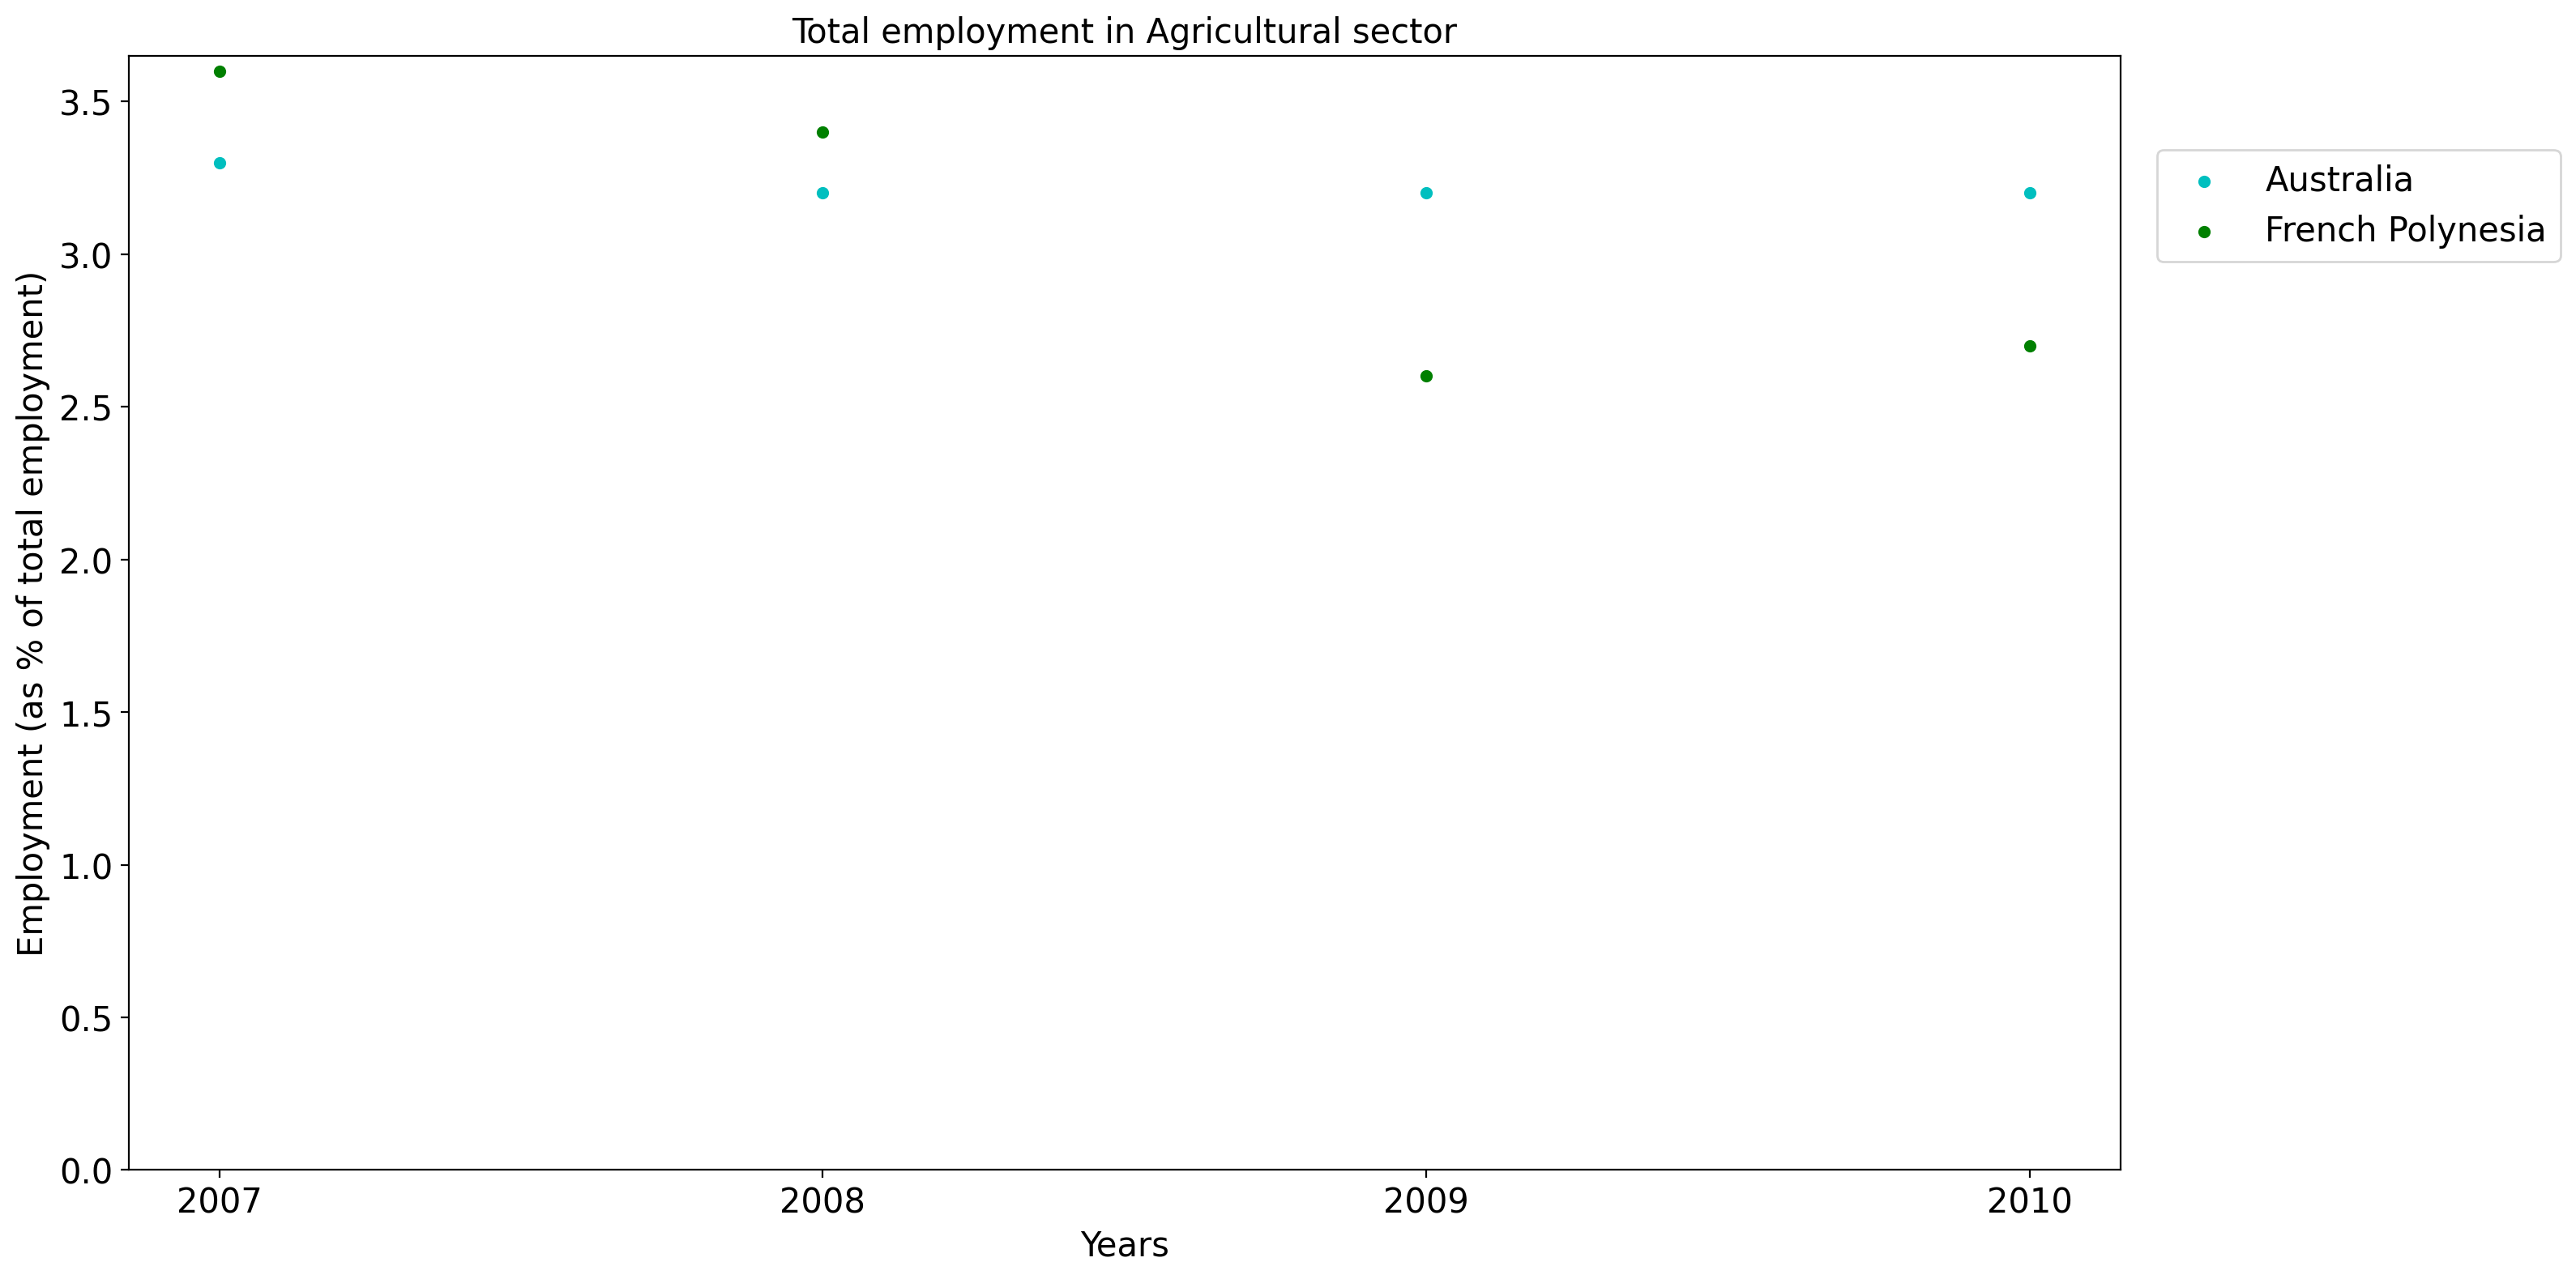 Total employment in Agricultural sector
Employment (as % of total employment)
3.5
3.0
2.5
2.0
1.5
1.0
0.5
0.0
2007 2008 2009 2010
Years
Australia
French Polynesia